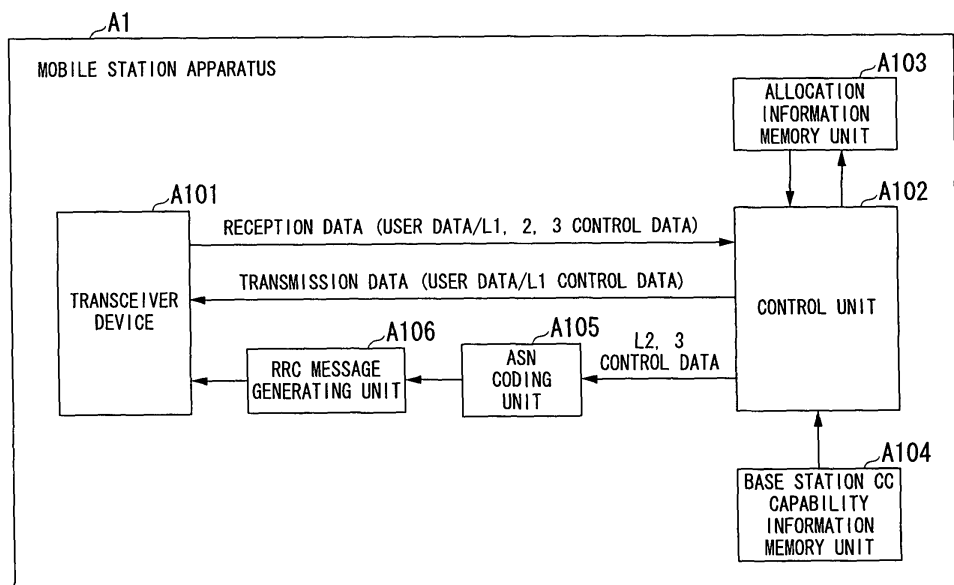 A1
MOBILE STATION APPARATUS
A103
ALLOCATION
INFORMATION
MEMORY UNIT
A101
A102
RECEPTION DATA (USER DATA/L1, 2, 3 CONTROL DATA)
TRANSMISSION DATA (USER DATA/L1 CONTROL DATA)
TRANSCEIVER
DEVICE
CONTROL UNIT
A106
A105
RRC MESSAGE
GENERATING UNIT
ASN
CODING
UNIT
L2, 3
CONTROL DATA
A104
BASE STATION CC
CAPABILITY
INFORMATION
MEMORY UNIT